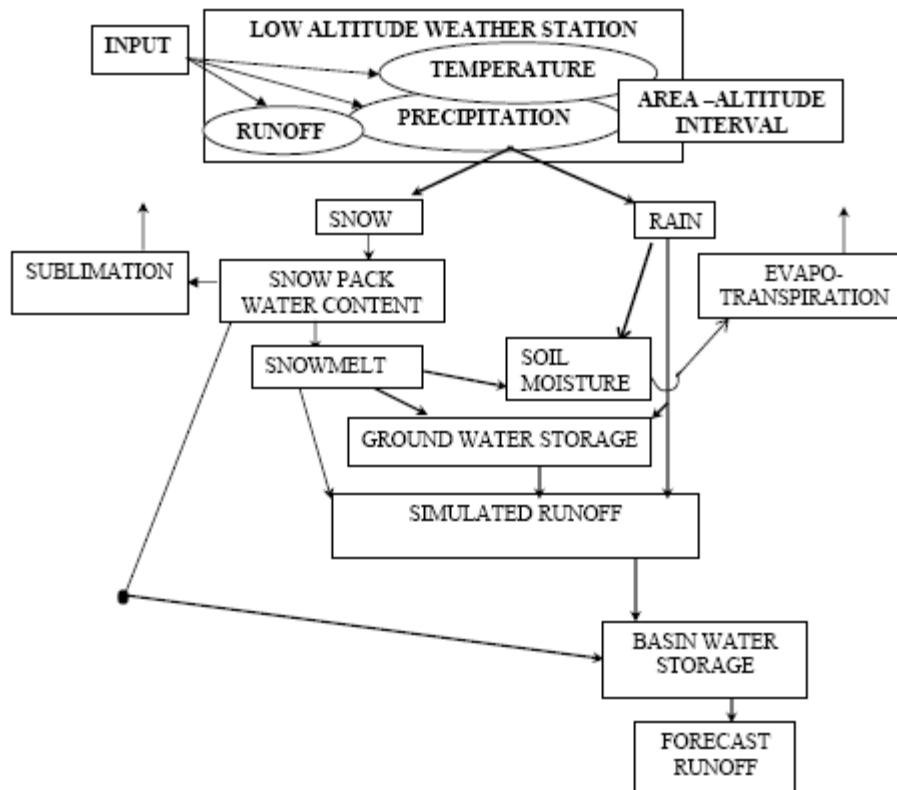 LOW ALTITUDE WEATHER STATION
INPUT
TEMPERATURE
AREA –ALTITUDE
INTERVAL
PRECIPITATION
RUNOFF
SNOW
RAIN
SUBLIMATION
SNOW PACK
WATER CONTENT
EVAPO-
TRANSPIRATION
SNOWMELT
SOIL
MOISTURE
GROUND WATER STORAGE
SIMULATED RUNOFF
BASIN WATER
STORAGE
FORECAST
RUNOFF